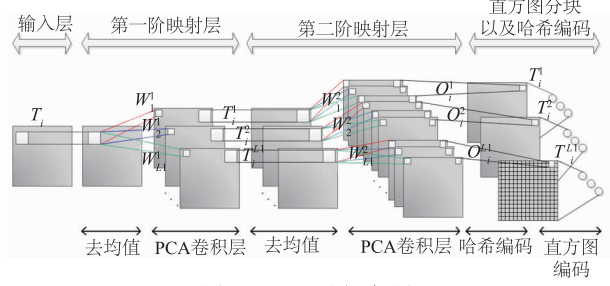 输入层 第一阶映射层 第二阶映射层 直方图分块
以及哈希编码
T_i W_1^1 W_2^1 W_{L1}^1 T_i^1 T_i^2 T_i^{L1} W_1^2 W_2^2 W_{L1}^2 O_i^1 O_i^2 O_i^{L1} T_i^1 T_i^2 T_i^{L1}
去均值 PCA卷积层 去均值 PCA卷积层 哈希编码 直方图
编码